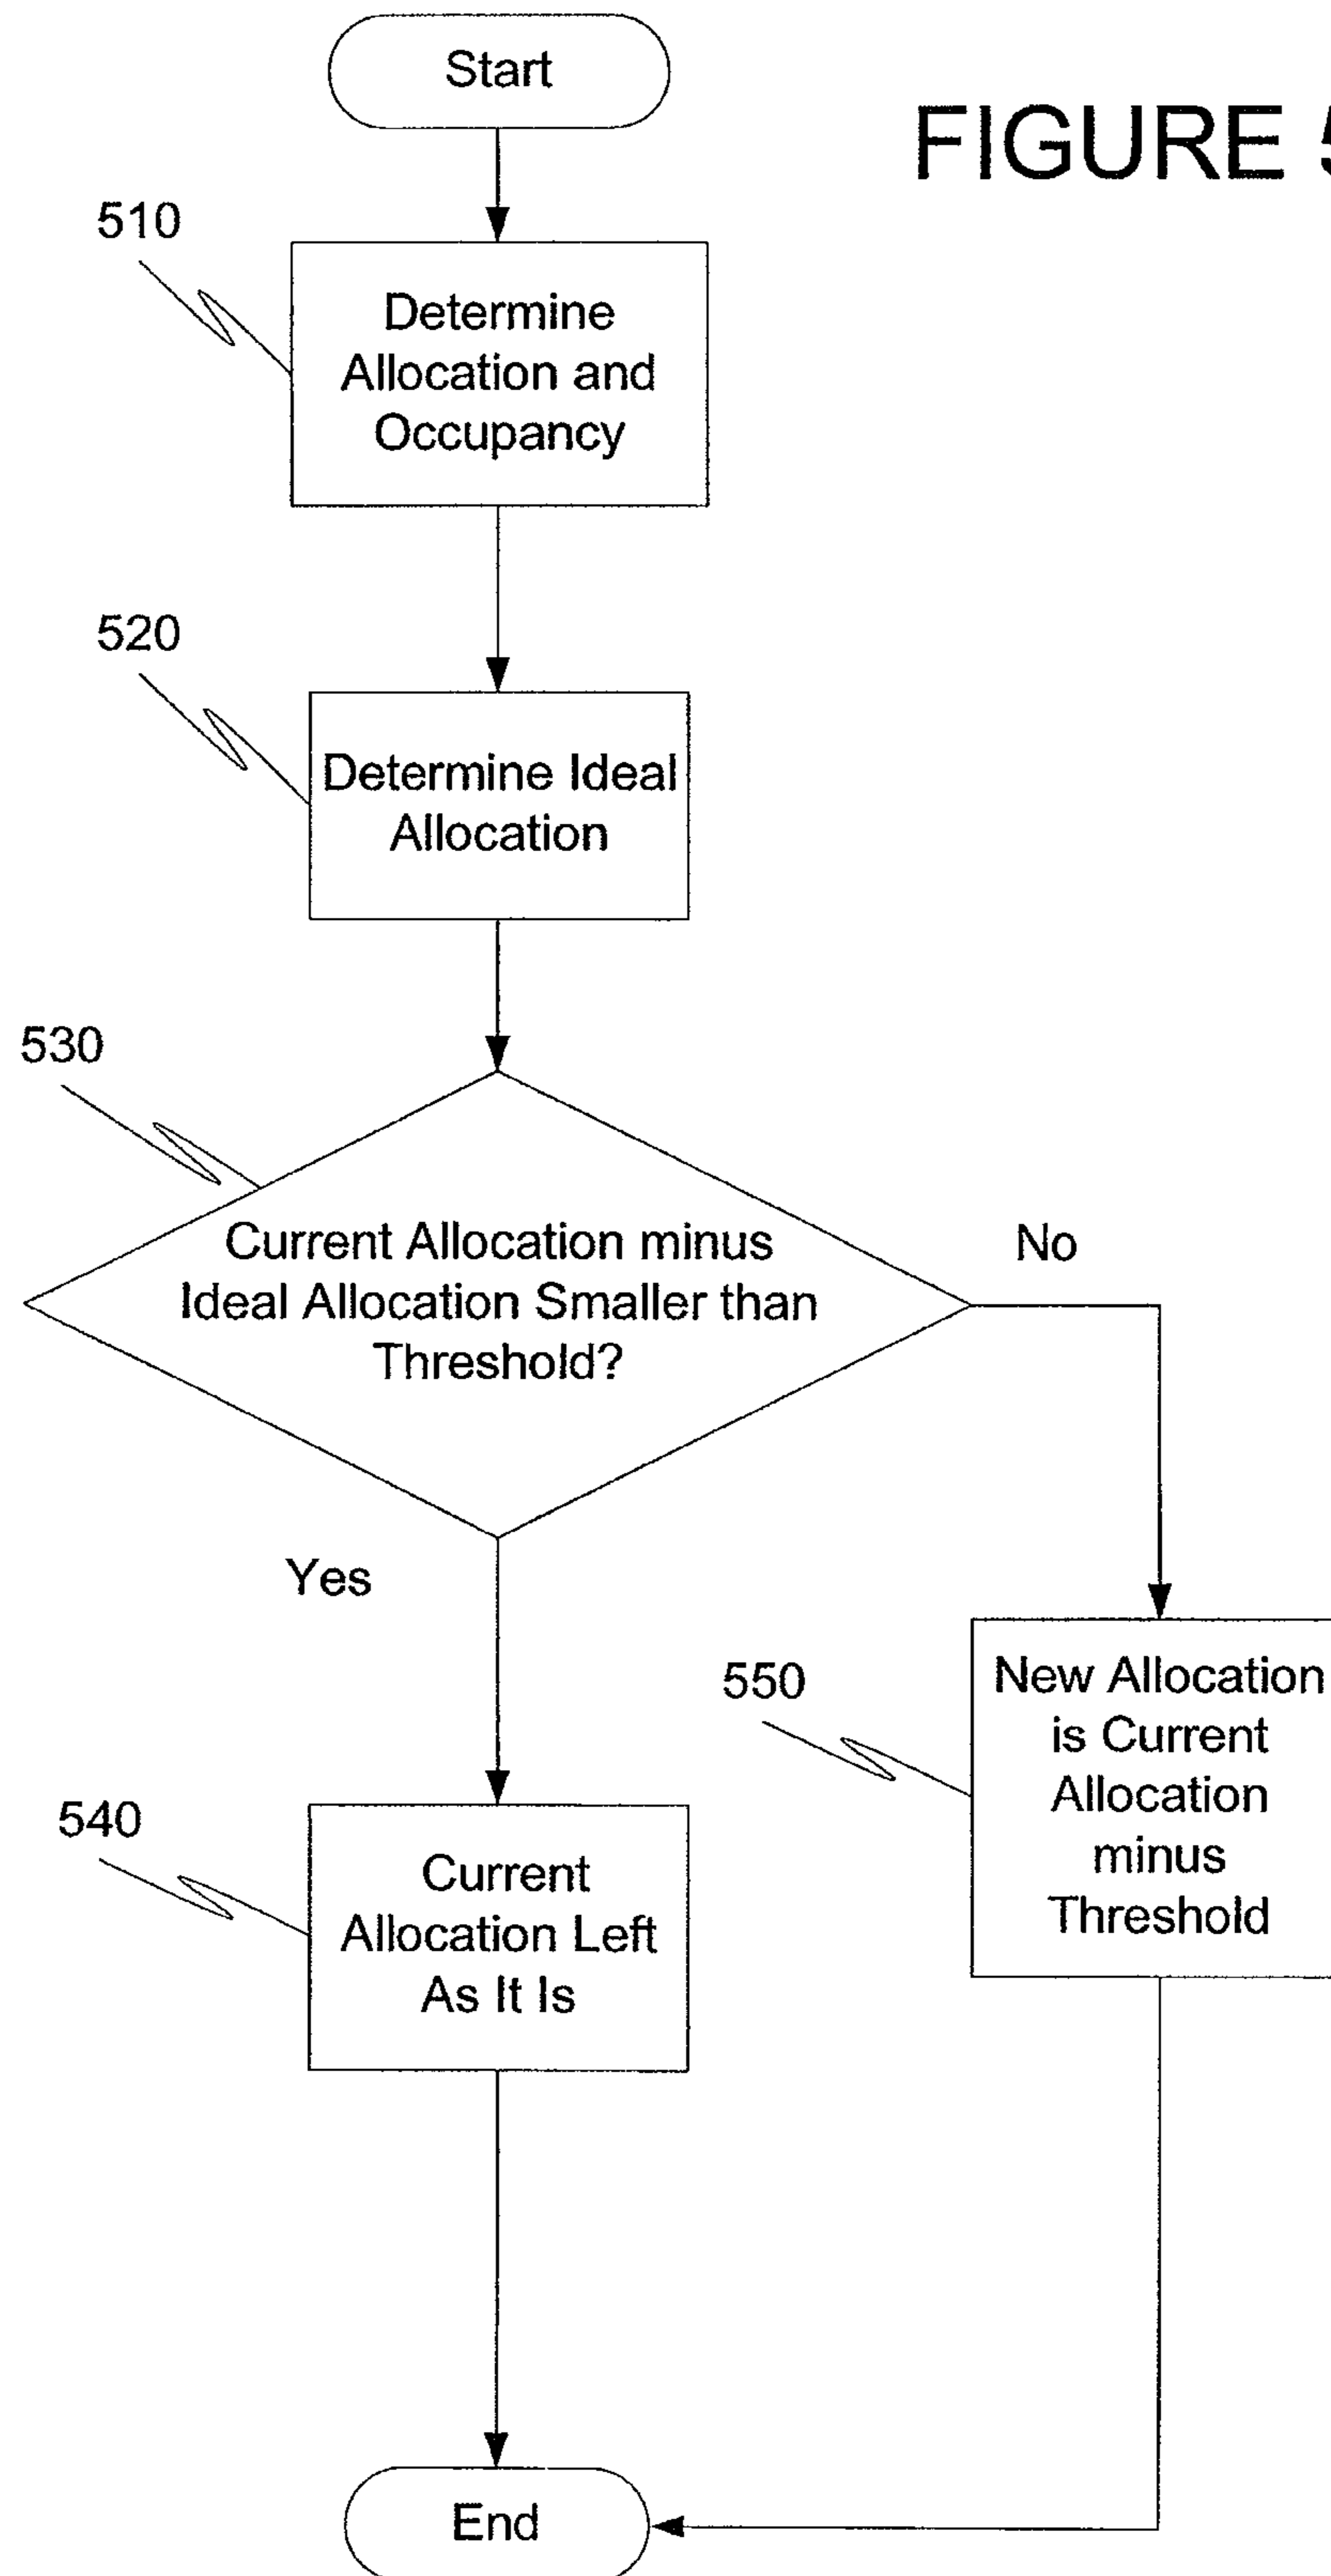 Start
FIGURE 5
510
Determine
Allocation and
Occupancy
520
Determine Ideal
Allocation
530
Current Allocation minus
Ideal Allocation Smaller than
Threshold?
No
Yes
550
New Allocation
is Current
Allocation
minus
Threshold
540
Current
Allocation Left
As It Is
End